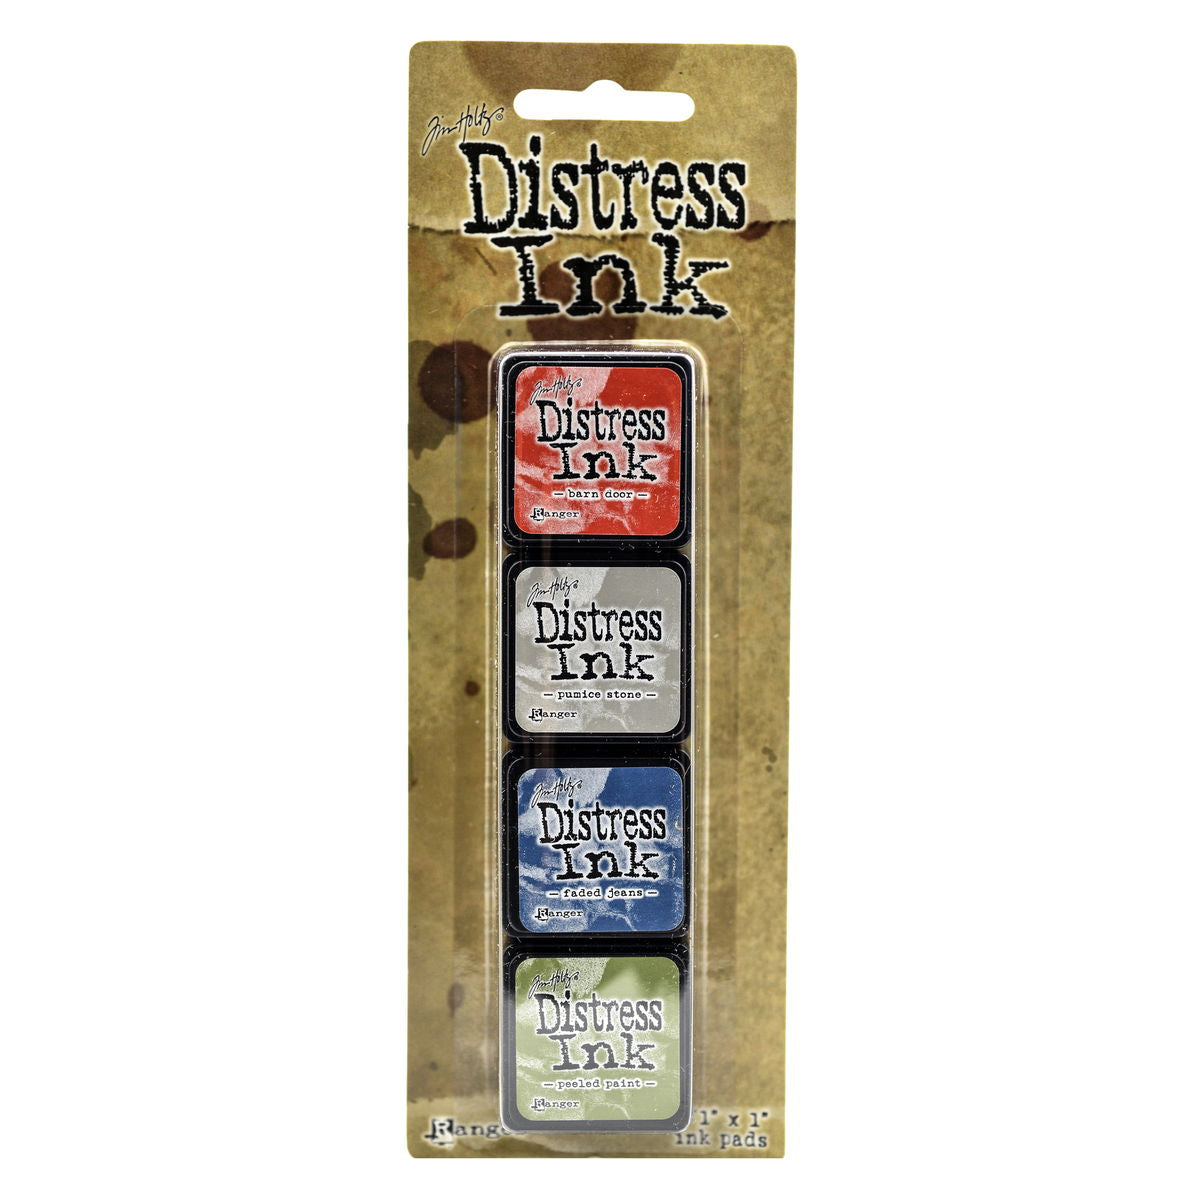 Tim Holtz®
Distress
Ink
Tim Holtz®
Distress
Ink
— barn door —
Ranger
Tim Holtz®
Distress
Ink
— pumice stone —
Ranger
Tim Holtz®
Distress
Ink
— faded jeans —
Ranger
Tim Holtz®
Distress
Ink
— peeled paint —
Ranger
Ranger
1" x 1"
ink pads